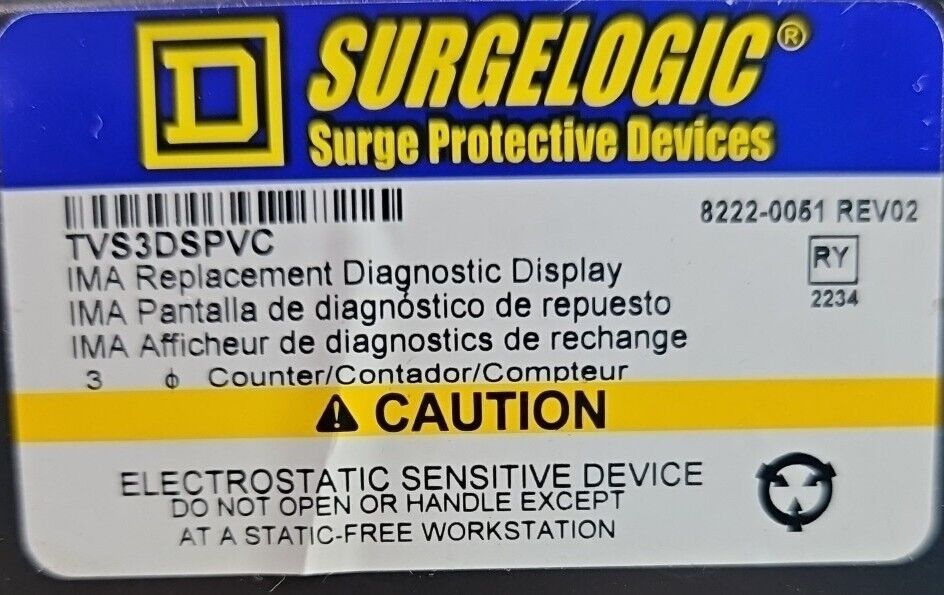 D SURGELOGIC®
Surge Protective Devices
8222-0061 REV02
TVS3DSPVC
RY
IMA Replacement Diagnostic Display
2234
IMA Pantalla de diagnóstico de repuesto
IMA Afficheur de diagnostics de rechange
3 ϕ Counter/Contador/Compteur
⚠ CAUTION
ELECTROSTATIC SENSITIVE DEVICE
DO NOT OPEN OR HANDLE EXCEPT
AT A STATIC-FREE WORKSTATION